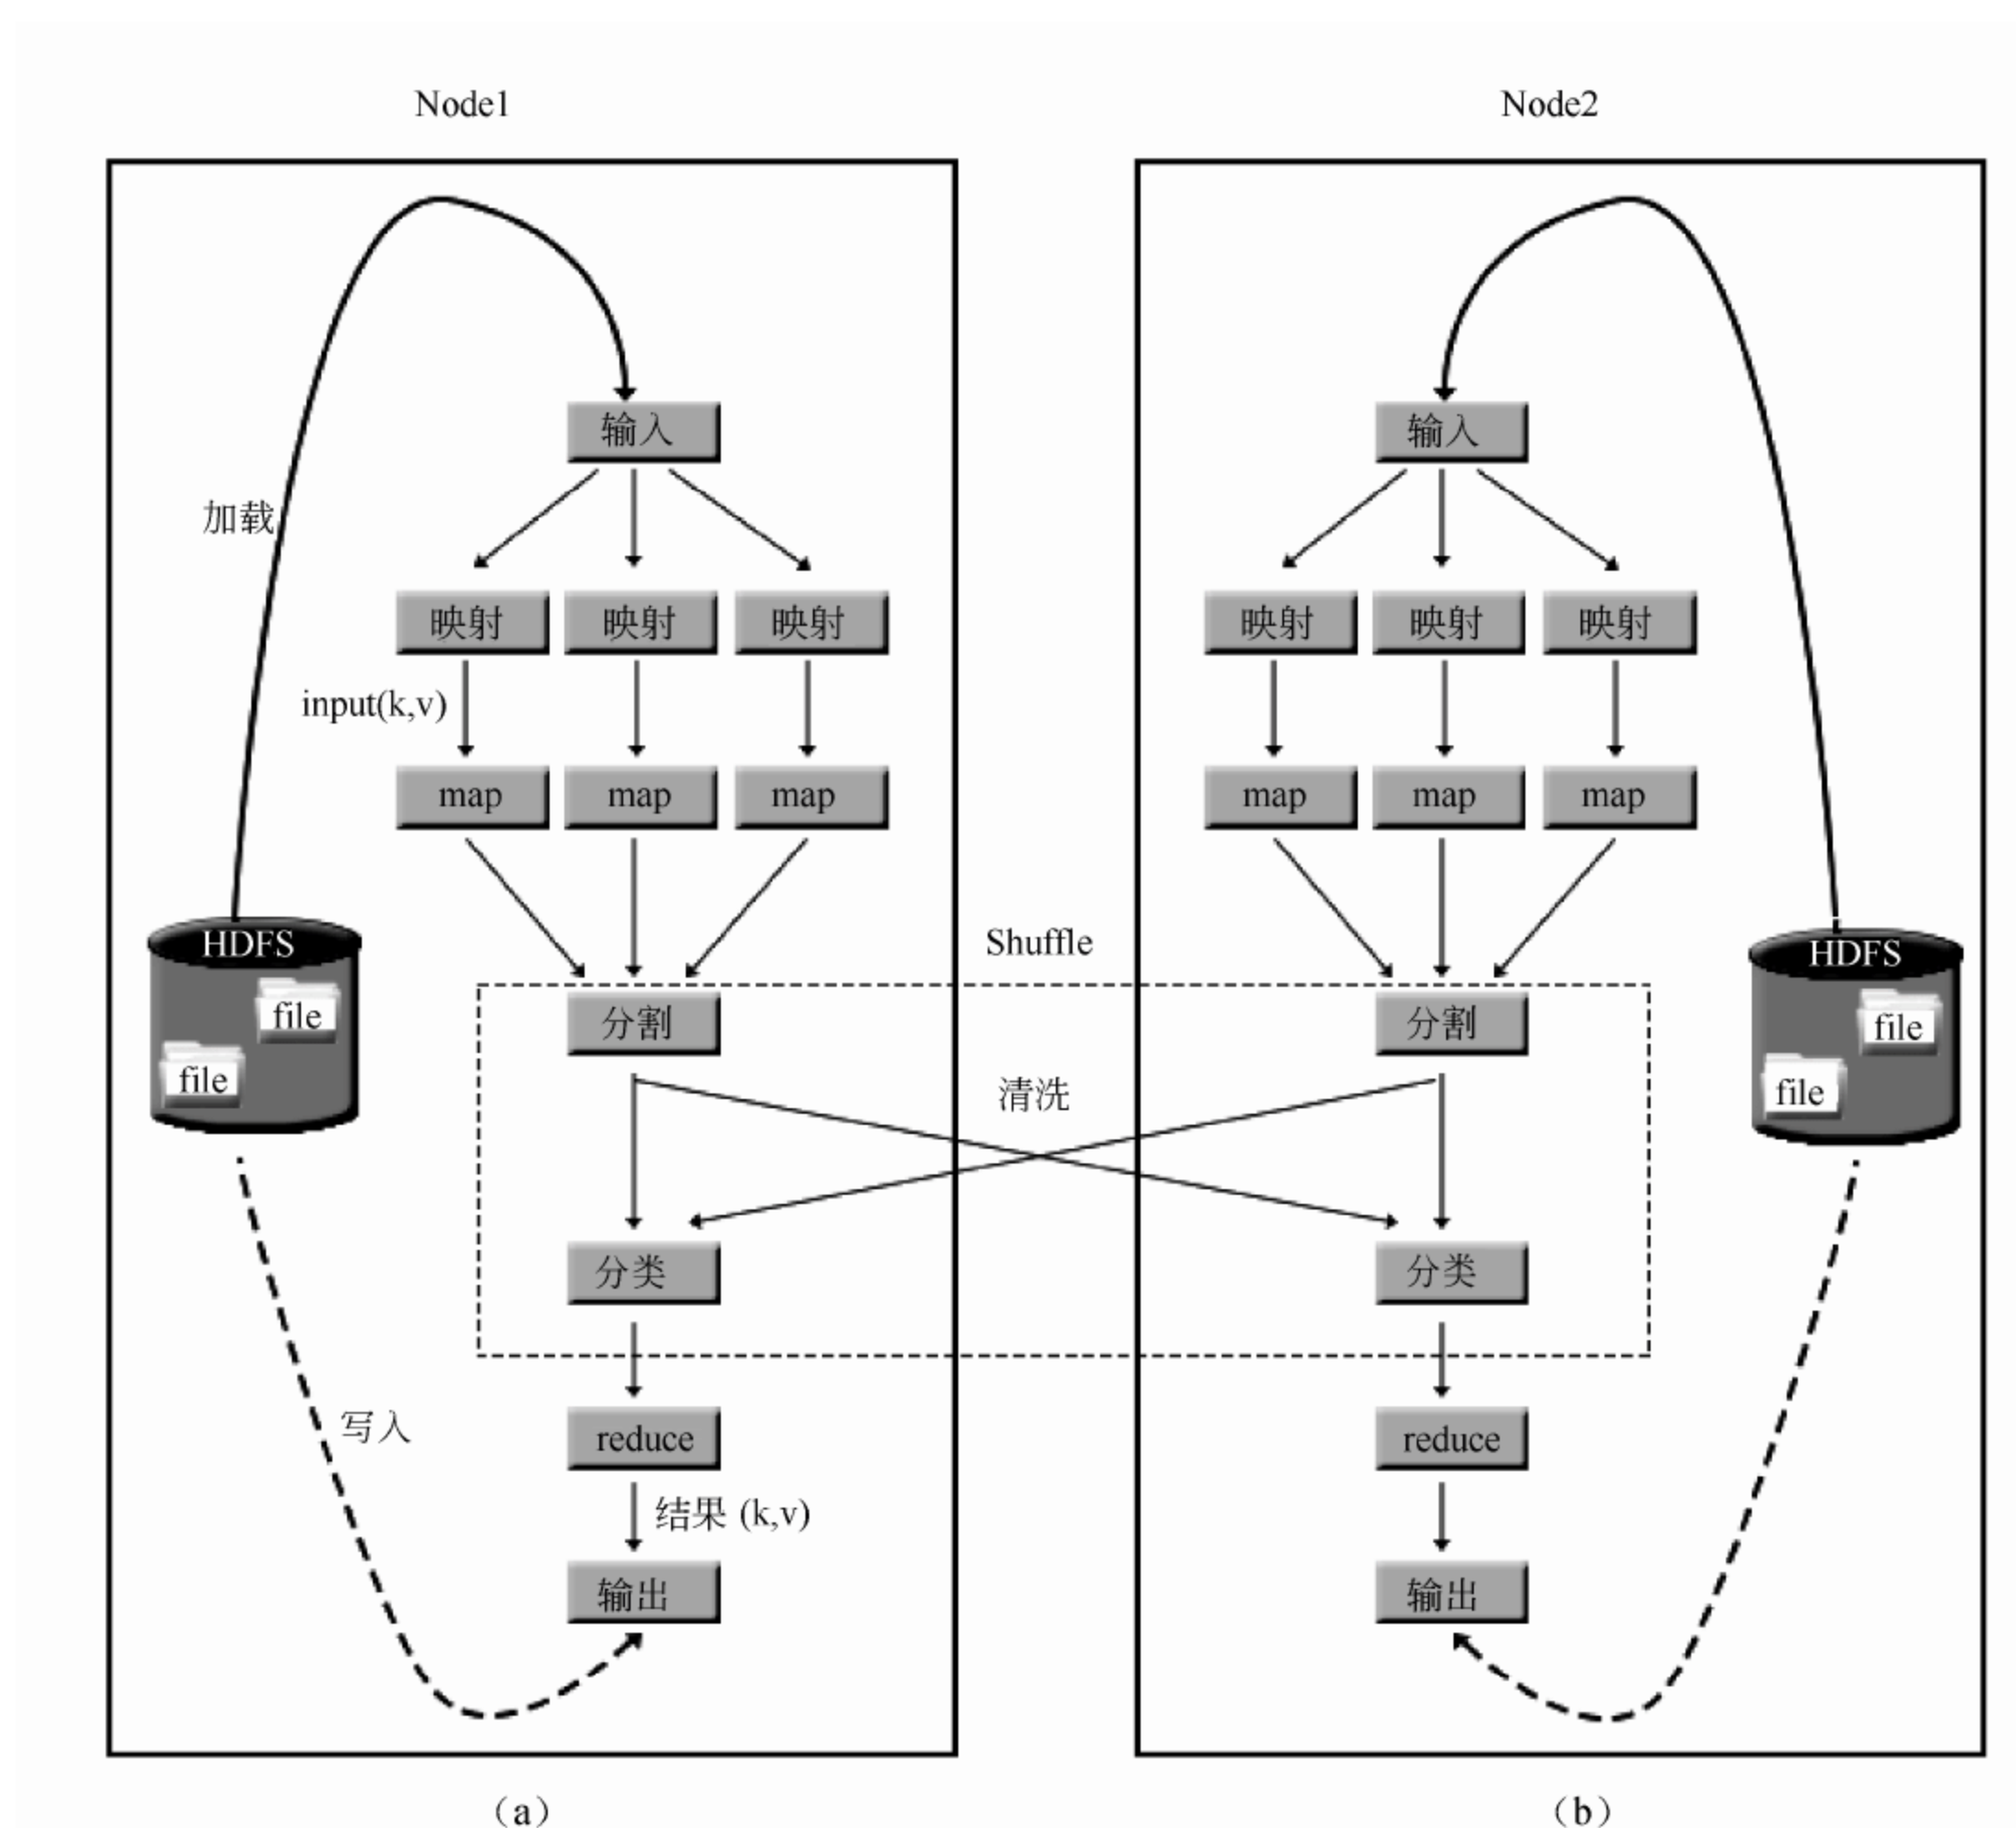 Node1 Node2
输入 输入
加载
映射 映射 映射 映射 映射 映射
input(k,v)
map map map map map map
HDFS Shuffle HDFS
file file
分割 分割
file file
清洗
分类 分类
写入
reduce reduce
结果 (k,v)
输出 输出
(a) (b)